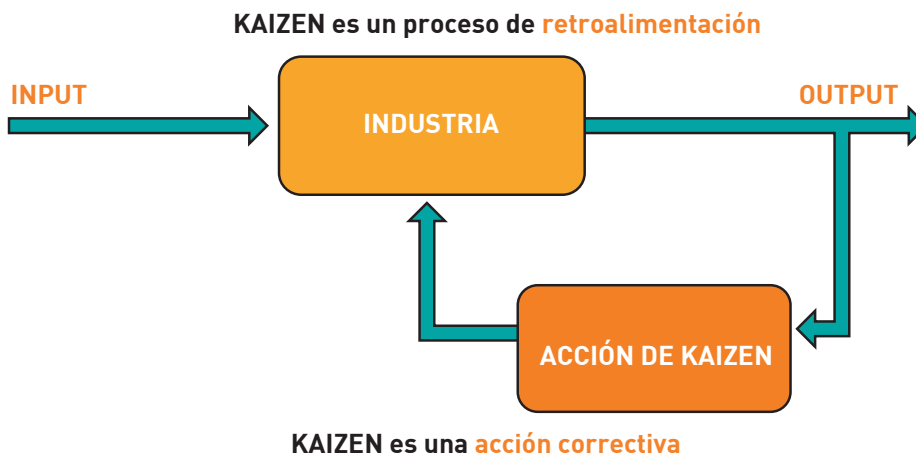 KAIZEN es un proceso de retroalimentación
INPUT
OUTPUT
INDUSTRIA
ACCIÓN DE KAIZEN
KAIZEN es una acción correctiva